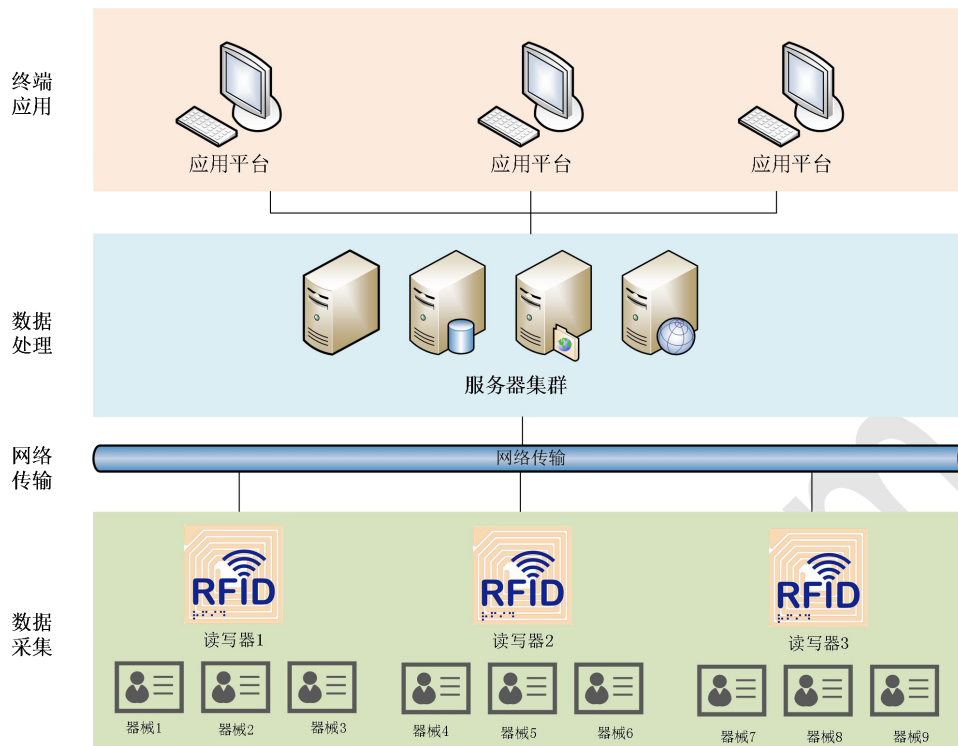 终端
应用
应用平台
应用平台
应用平台
数据
处理
服务器集群
网络
传输
网络传输
数据
采集
RFID
RFID
RFID
读写器1
读写器2
读写器3
器械1
器械2
器械3
器械4
器械5
器械6
器械7
器械8
器械9